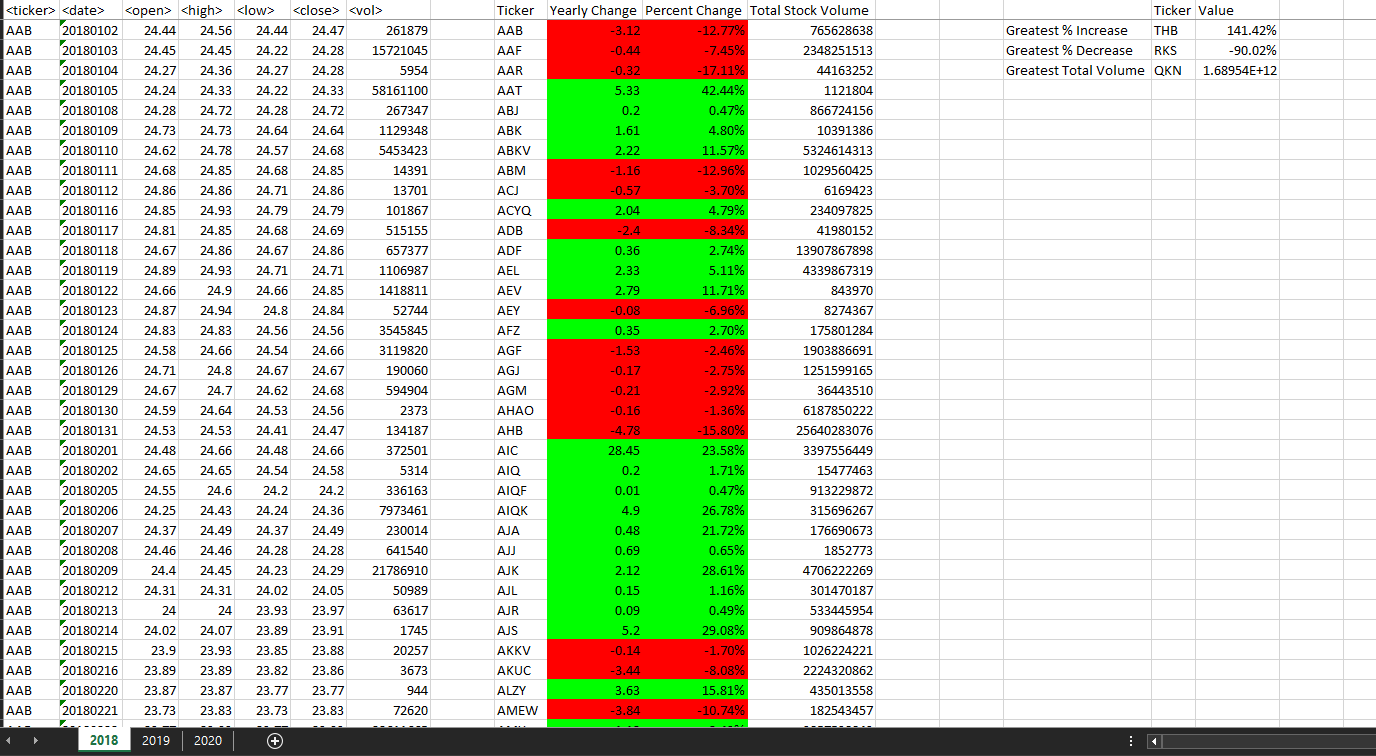 <ticker> <date> <open> <high> <low> <close> <vol> Ticker Yearly Change Percent Change Total Stock Volume Ticker Value
AAB 20180102 24.44 24.56 24.44 24.47 261879 AAB -3.12 -12.77% 765628638 Greatest % Increase THB 141.42%
AAB 20180103 24.45 24.45 24.22 24.28 15721045 AAF -0.44 -7.45% 2348251513 Greatest % Decrease RKS -90.02%
AAB 20180104 24.27 24.36 24.27 24.28 5954 AAR -0.32 -17.11% 44163252 Greatest Total Volume QKN 1.68954E+12
AAB 20180105 24.24 24.33 24.22 24.33 58161100 AAT 5.33 42.44% 1121804
AAB 20180108 24.28 24.72 24.28 24.72 267347 ABJ 0.2 0.47% 866724156
AAB 20180109 24.73 24.73 24.64 24.64 1129348 ABK 1.61 4.80% 10391386
AAB 20180110 24.62 24.78 24.57 24.68 5453423 ABKV 2.22 11.57% 5324614313
AAB 20180111 24.68 24.85 24.68 24.85 14391 ABM -1.16 -12.96% 1029560425
AAB 20180112 24.86 24.86 24.71 24.86 13701 ACJ -0.57 -3.70% 6169423
AAB 20180116 24.85 24.93 24.79 24.79 101867 ACYQ 2.04 4.79% 234097825
AAB 20180117 24.81 24.85 24.68 24.69 515155 ADB -2.4 -8.34% 41980152
AAB 20180118 24.67 24.86 24.67 24.86 657377 ADF 0.36 2.74% 13907867898
AAB 20180119 24.89 24.93 24.71 24.71 1106987 AEL 2.33 5.11% 4339867319
AAB 20180122 24.66 24.9 24.66 24.85 1418811 AEV 2.79 11.71% 843970
AAB 20180123 24.87 24.94 24.8 24.84 52744 AEY -0.08 -6.96% 8274367
AAB 20180124 24.83 24.83 24.56 24.56 3545845 AFZ 0.35 2.70% 175801284
AAB 20180125 24.58 24.66 24.54 24.66 3119820 AGF -1.53 -2.46% 1903886691
AAB 20180126 24.71 24.8 24.67 24.67 190060 AGJ -0.17 -2.75% 1251599165
AAB 20180129 24.67 24.7 24.62 24.68 594904 AGM -0.21 -2.92% 36443510
AAB 20180130 24.59 24.64 24.53 24.56 2373 AHAO -0.16 -1.36% 6187850222
AAB 20180131 24.53 24.53 24.41 24.47 134187 AHB -4.78 -15.80% 25640283076
AAB 20180201 24.48 24.66 24.48 24.66 372501 AIC 28.45 23.58% 3397556449
AAB 20180202 24.65 24.65 24.54 24.58 5314 AIQ 0.2 1.71% 15477463
AAB 20180205 24.55 24.6 24.2 24.2 336163 AIQF 0.01 0.47% 913229872
AAB 20180206 24.25 24.43 24.24 24.36 7973461 AIQK 4.9 26.78% 315696267
AAB 20180207 24.37 24.49 24.37 24.49 230014 AJA 0.48 21.72% 176690673
AAB 20180208 24.46 24.46 24.28 24.28 641540 AJJ 0.69 0.65% 1852773
AAB 20180209 24.4 24.45 24.23 24.29 21786910 AJK 2.12 28.61% 4706222269
AAB 20180212 24.31 24.31 24.02 24.05 50989 AJL 0.15 1.16% 301470187
AAB 20180213 24 24 23.93 23.97 63617 AJR 0.09 0.49% 533445954
AAB 20180214 24.02 24.07 23.89 23.91 1745 AJS 5.2 29.08% 909864878
AAB 20180215 23.9 23.93 23.85 23.88 20257 AKKV -0.14 -1.70% 1026224221
AAB 20180216 23.89 23.89 23.82 23.86 3673 AKUC -3.44 -8.08% 2224320862
AAB 20180220 23.87 23.87 23.77 23.77 944 ALZY 3.63 15.81% 435013558
AAB 20180221 23.73 23.83 23.73 23.83 72620 AMEW -3.84 -10.74% 182543457
2018 2019 2020